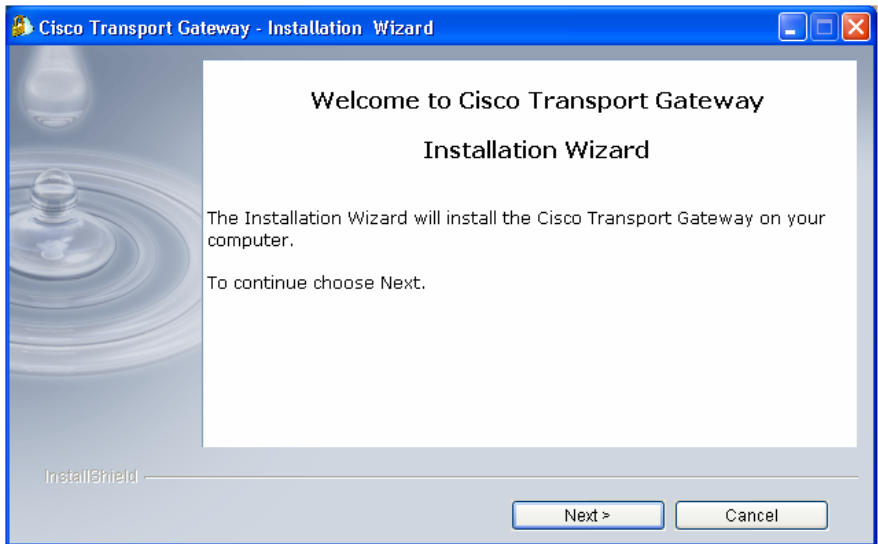 Cisco Transport Gateway - Installation Wizard
Welcome to Cisco Transport Gateway
Installation Wizard
The Installation Wizard will install the Cisco Transport Gateway on your
computer.
To continue choose Next.
InstallShield
Next >
Cancel